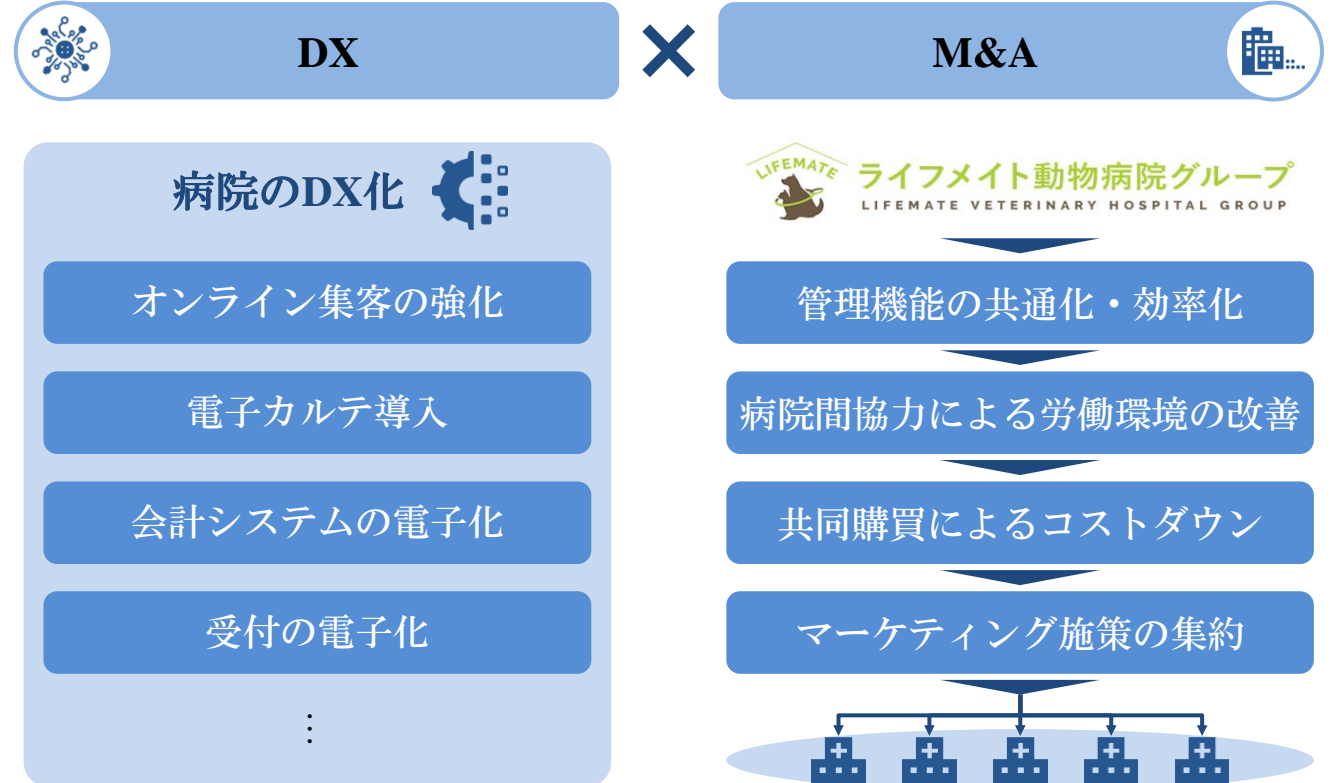 DX
M&A
病院のDX化
オンライン集客の強化
電子カルテ導入
会計システムの電子化
受付の電子化
⋮
LIFEMATE
ライフメイト動物病院グループ
LIFEMATE VETERINARY HOSPITAL GROUP
管理機能の共通化・効率化
病院間協力による労働環境の改善
共同購買によるコストダウン
マーケティング施策の集約